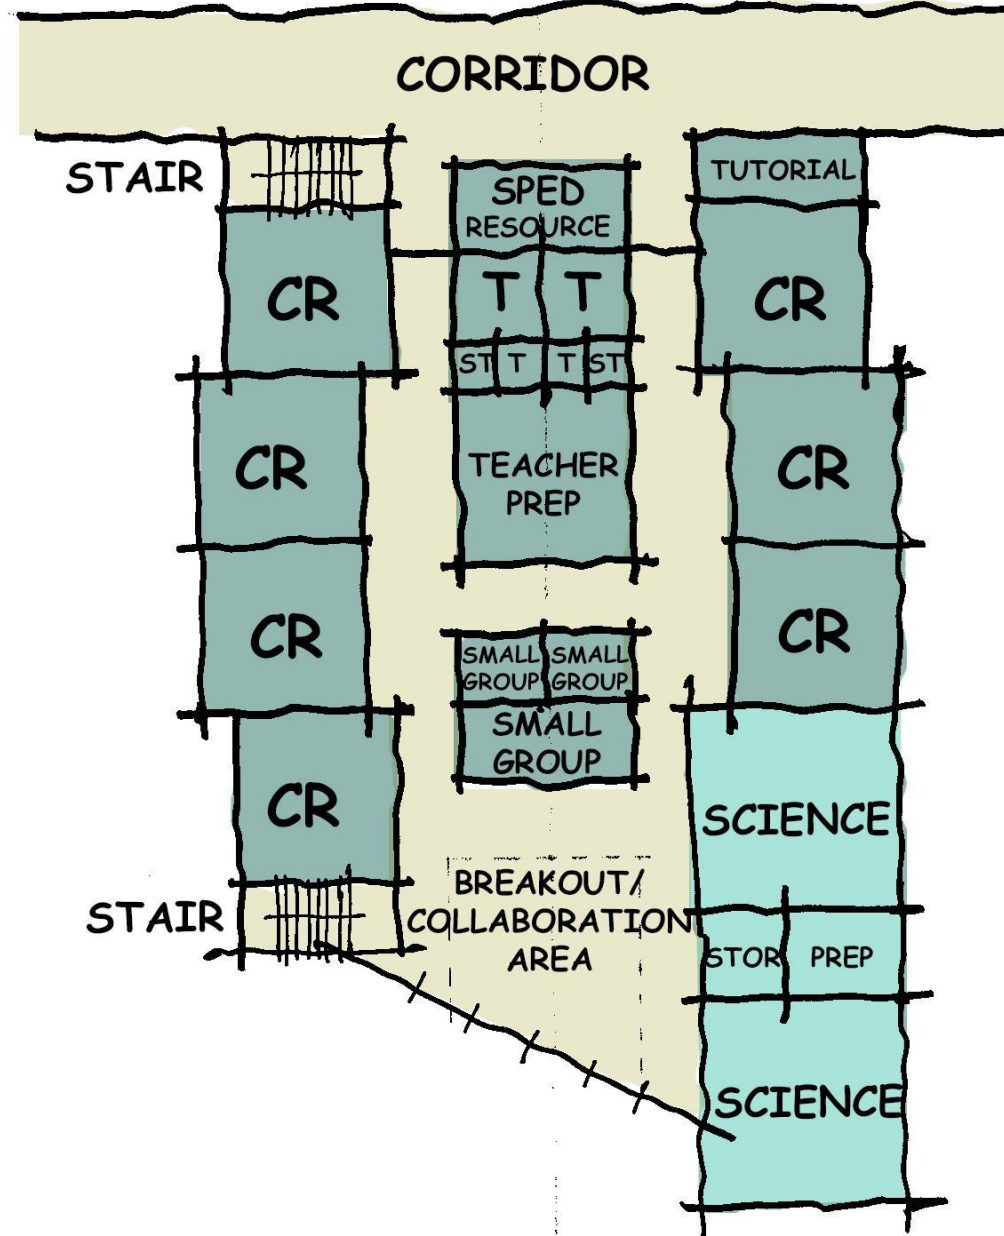 CORRIDOR
STAIR
SPED
RESOURCE
TUTORIAL
CR
T T
CR
ST T T ST
CR
TEACHER
PREP
CR
CR
SMALL SMALL
GROUP GROUP
SMALL
GROUP
CR
CR
SCIENCE
BREAKOUT/
COLLABORATION
AREA
STAIR
STOR PREP
SCIENCE